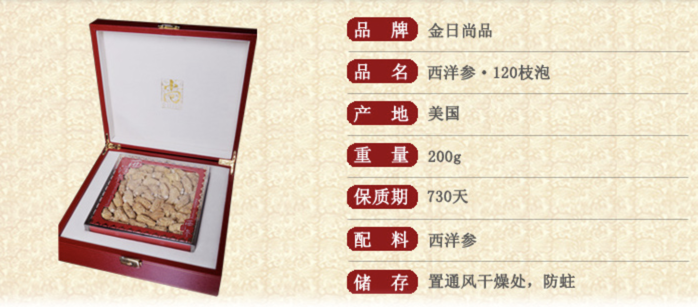 品 牌 金日尚品
品 名 西洋参·120枝泡
产 地 美国
重 量 200g
保质期 730天
配 料 西洋参
储 存 置通风干燥处，防蛀